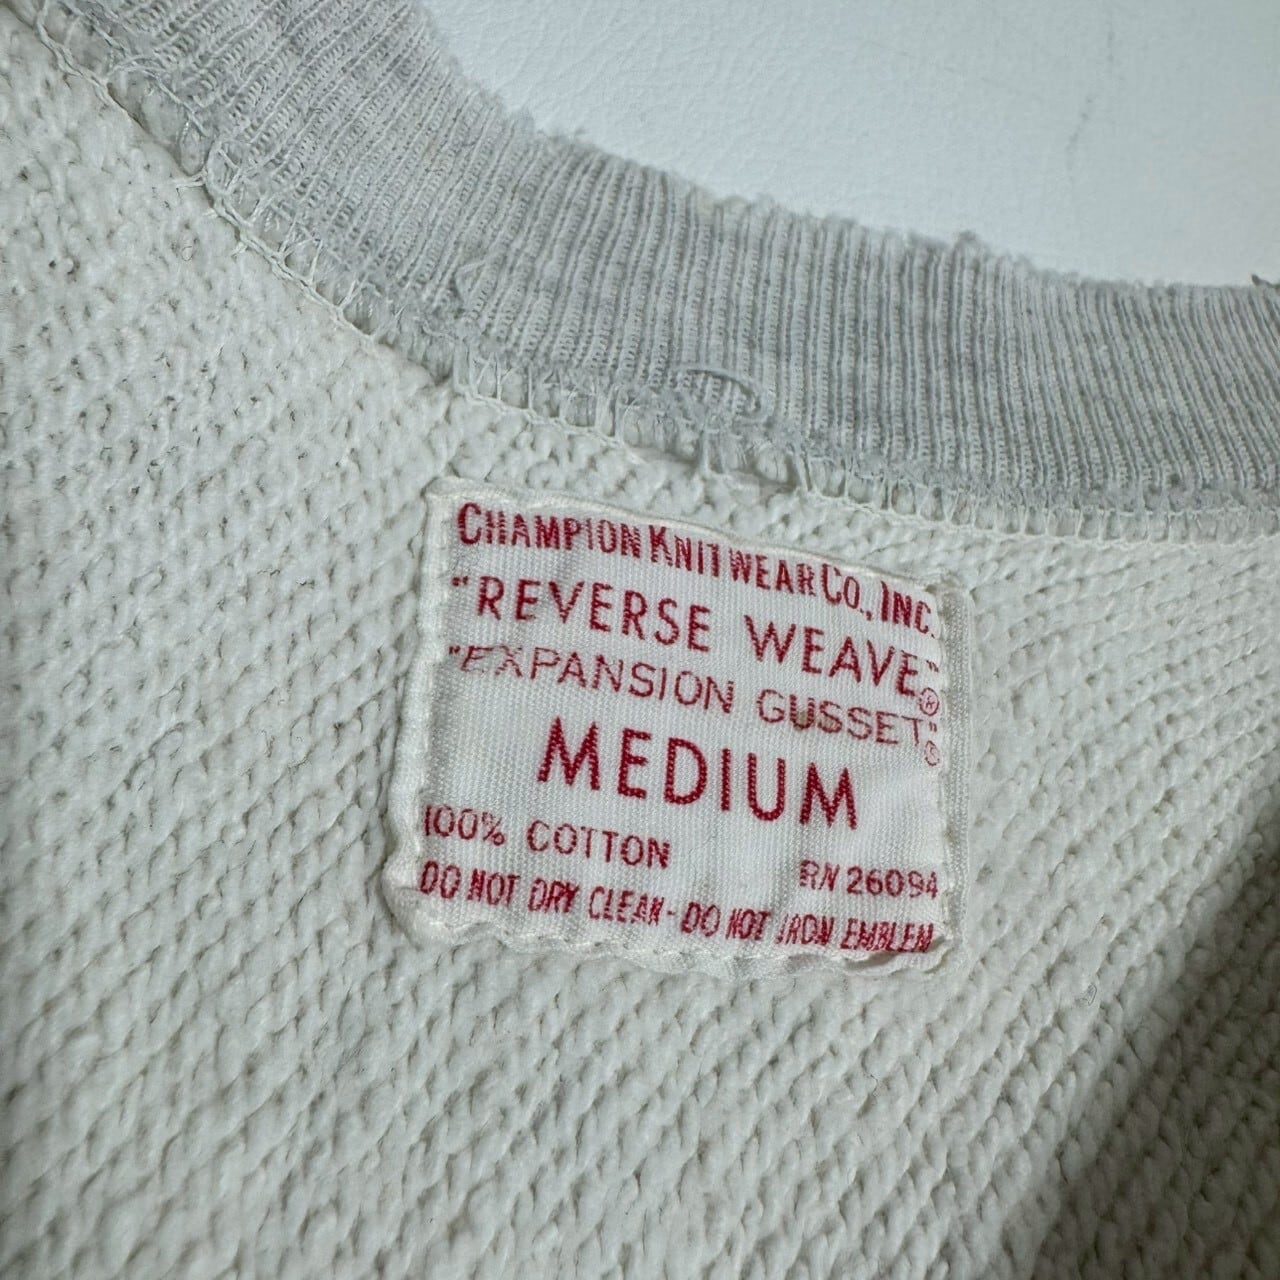 CHAMPION KNITWEAR CO., INC.
"REVERSE WEAVE"®
"EXPANSION GUSSET"Ⓢ
MEDIUM
100% COTTON RN 26094
DO NOT DRY CLEAN - DO NOT IRON EMBLEM